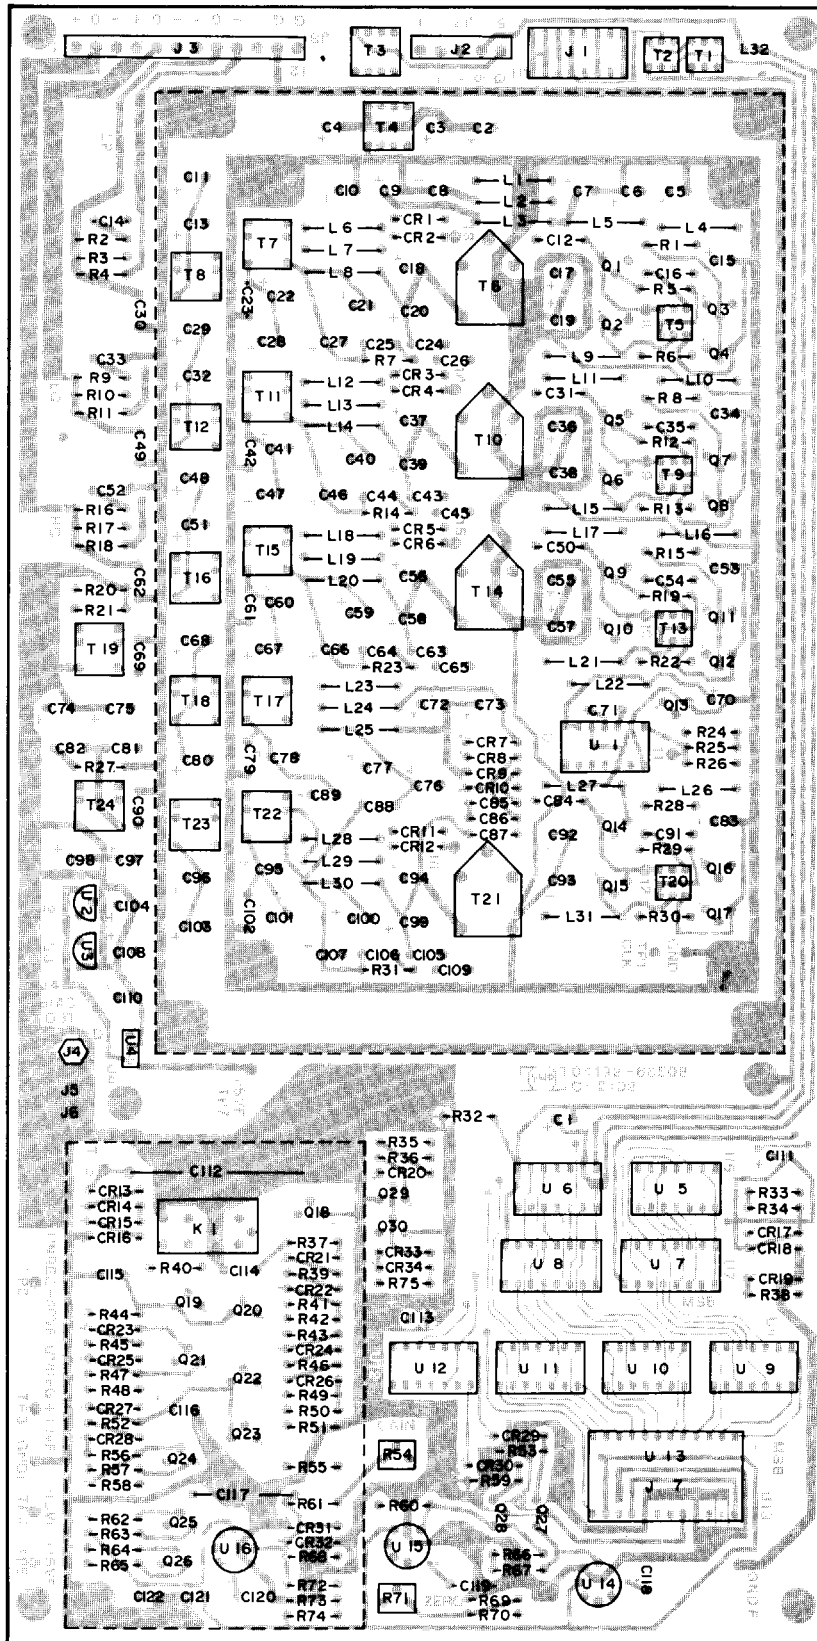 J3 T3 J2 J1 T2 T1 L32
C4 T4 C3 C2
C11 C10 C9 C8 L1 C7 C6 C5
L2
C14 C13 L6 CR1 L3 L5 L4
R2 T7 CR2 C12 R1
R3 L7 C15
R4 T8 L8 C18 T6 C17 Q1 C16
C23 C22 R5
C30 C21 C20 Q3
C29 C19 Q2 T5
C28 C27 C25 C24
C33 R7 C26 L9 R6 Q4
R9 C32 L12 CR3 L11 L10
R10 T11 CR4 C31 R8
R11 L13
T12 L14 C37 T10 C36 Q5 C35 C34
C49 C42 C41 R12
C40 C39 C38 Q7
C48 Q6 T9
C52 C47 C46 C44 C43
R16 R14 C45 L15 R13 Q8
R17 C51 L18 CR5 L17 L16
R18 T15 CR6 C50 R15
L19
C62 T16 L20 C56 T14 C55 Q9 C54 C53
R20 R19
R21 C61 C60 C59 C58 Q11
T19 C68 C57 Q10 T13
C69 C67 C66 C64 C63
R23 C65 L21 R22 Q12
T18 T17 L23 L22
C74 C75 L24 C72 C73 C71 Q13 C70
L25 R24
C82 C81 CR7 U1 R25
R27 C80 C79 C78 C77 CR8 R26
CR9
T24 C89 C76 CR10 L27 L26
C90 T23 T22 C88 C85 C84 R28
C86 C83
L28 CR11 C87 C92 Q14 C91
CR12 R29
C98 C97 L29
C96 C95 L30 C94 T21 C93 Q15 T20 Q16
U2 C104
C103 C102 C101 C100 C99 L31 R30 Q17
U3 C108 C107 C106 C105
R31 C109
C110
J4 U4
J5
J6
R32 C1
R35
C112 R36 C111
CR13 CR20 U6 U5 R33
CR14 K1 Q18 Q29 R34
CR15 Q30 CR17
CR16 R37 CR33 U8 U7 CR18
CR21 CR34
C115 R40 C114 R39 R75 CR19
CR22 R38
Q19 Q20 R41
R44 R42 C113
CR23 R43
R45 CR24
CR25 Q21 R46 U12 U11 U10 U9
R47 Q22 CR26
R48 R49
CR27 C116 R50
R52 R51
CR28 Q23 CR29
R56 Q24 R54 R53 U13
R57 R55 CR30 J7
R58 R59
C117 R61 R60
R62 Q25 Q28 Q27
R63 CR31
R64 U16 CR32 U15 R66
R65 Q26 R68 R67
C122 C121 C120 R72 R71 C119 U14 C118
R73 R69
R74 R70